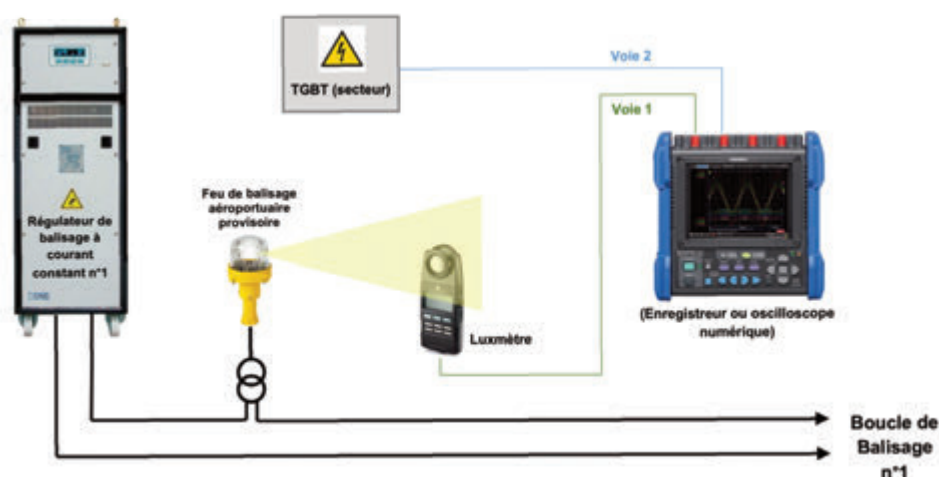 Voie 2
TGBT (secteur)
Voie 1
Feu de balisage
aéroportuaire
provisoire
Régulateur de
balisage à
courant
constant n°1
Luxmètre
(Enregistreur ou oscilloscope
numérique)
Boucle de
Balisage
n°1